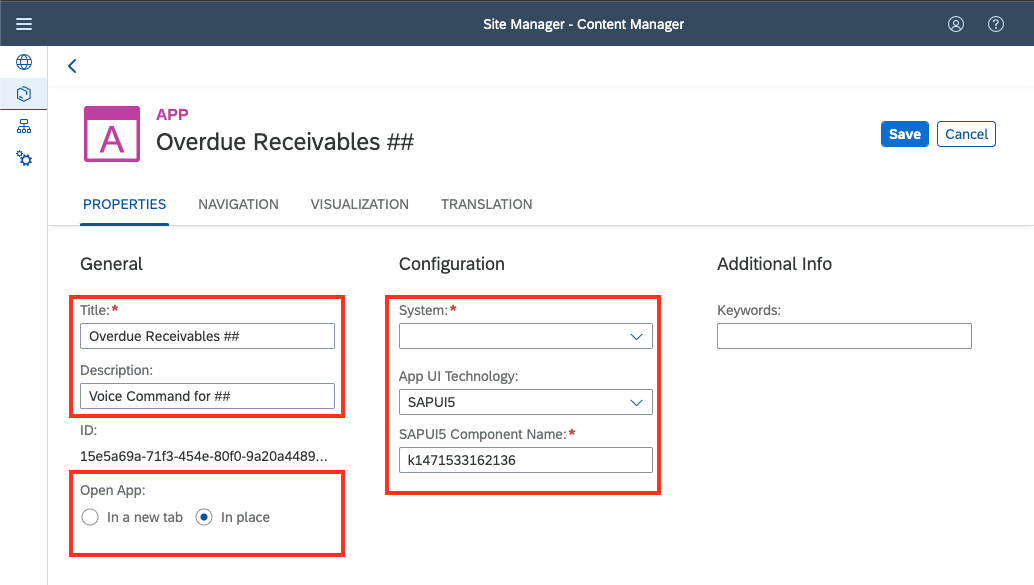 Site Manager - Content Manager
A
APP
Overdue Receivables ##
Save
Cancel
PROPERTIES
NAVIGATION
VISUALIZATION
TRANSLATION
General
Title:*
Overdue Receivables ##
Description:
Voice Command for ##
ID:
15e5a69a-71f3-454e-80f0-9a20a4489...
Open App:
In a new tab
In place
Configuration
System:*
App UI Technology:
SAPUI5
SAPUI5 Component Name:*
k1471533162136
Additional Info
Keywords: